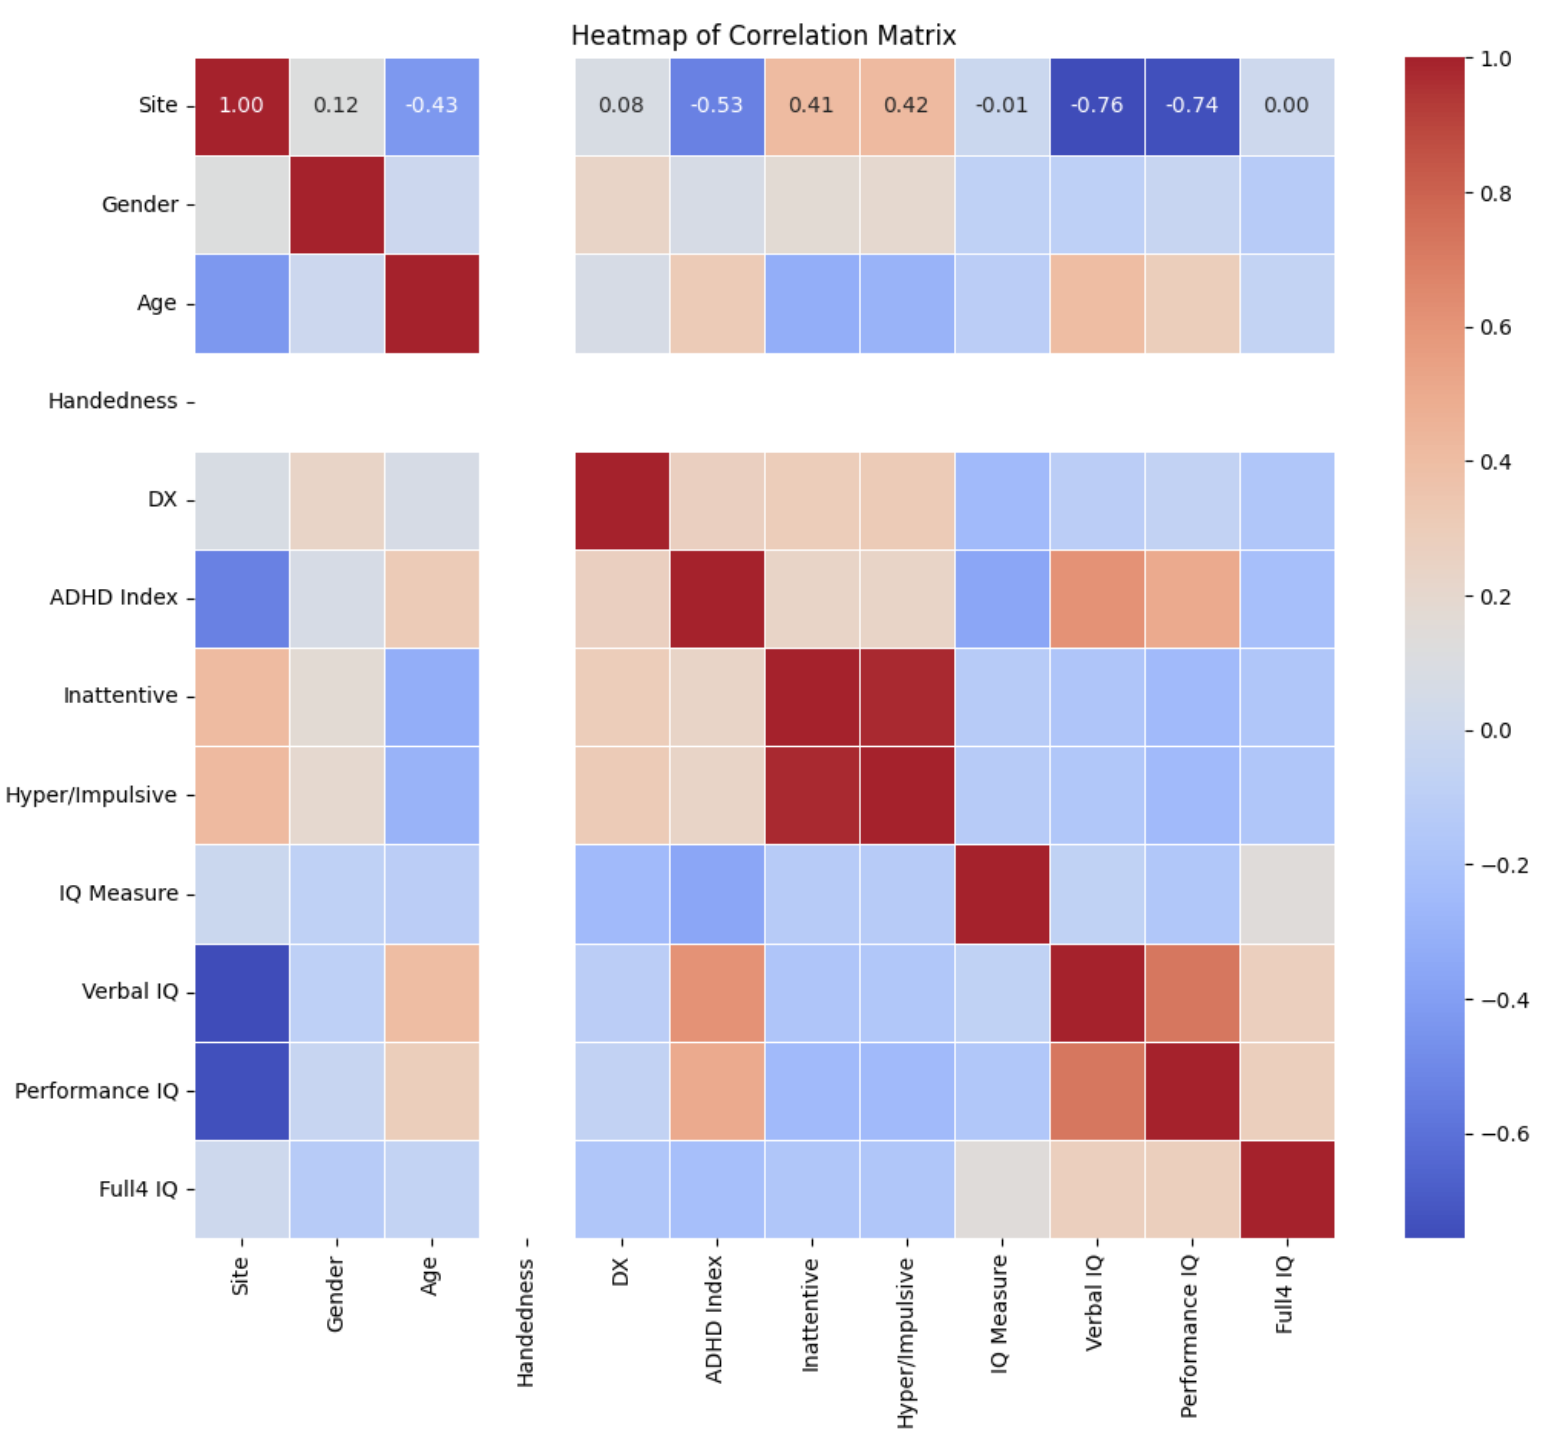 Heatmap of Correlation Matrix
Site
1.00 0.12 -0.43 0.08 -0.53 0.41 0.42 -0.01 -0.76 -0.74 0.00
Gender
Age
Handedness
DX
ADHD Index
Inattentive
Hyper/Impulsive
IQ Measure
Verbal IQ
Performance IQ
Full4 IQ
Site
Gender
Age
Handedness
DX
ADHD Index
Inattentive
Hyper/Impulsive
IQ Measure
Verbal IQ
Performance IQ
Full4 IQ
1.0
0.8
0.6
0.4
0.2
0.0
−0.2
−0.4
−0.6